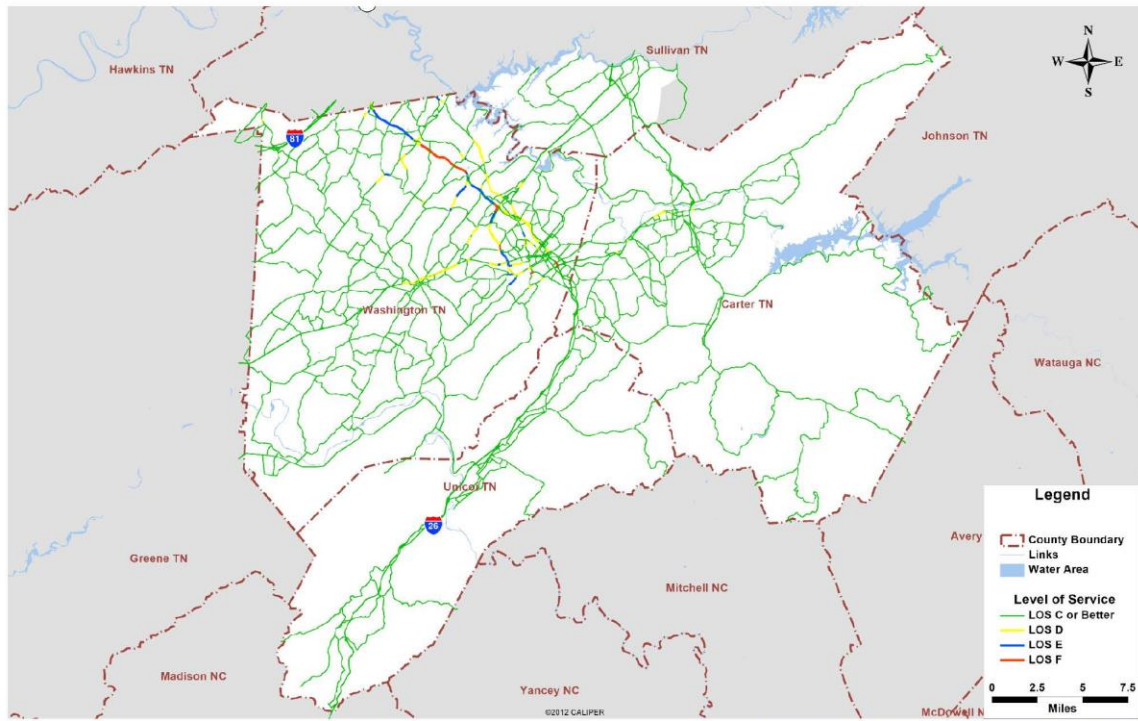 N
Sullivan TN
Hawkins TN
W
E
S
81
Johnson TN
Washington TN
Carter TN
Watauga NC
Unicoi TN
Legend
26
Avery
County Boundary
Links
Water Area
Greene TN
Mitchell NC
Level of Service
LOS C or Better
LOS D
LOS E
LOS F
Madison NC
Yancey NC
0 2.5 5 7.5
Miles
McDowell N
©2012 CALIPER